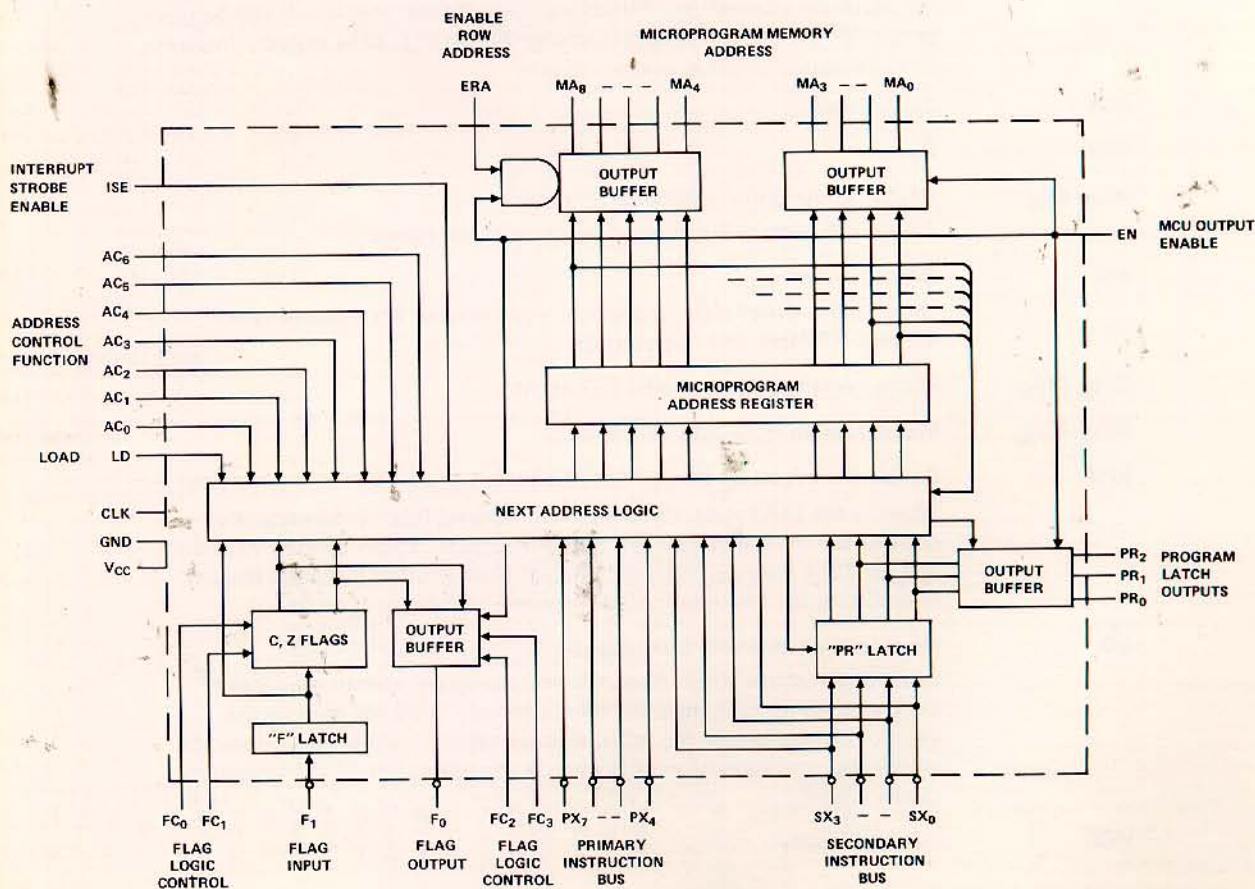 ENABLE
ROW
ADDRESS
MICROPROGRAM MEMORY
ADDRESS
ERA
MA8 - - - - MA4
MA3 - - MA0
INTERRUPT
STROBE
ENABLE
ISE
OUTPUT
BUFFER
OUTPUT
BUFFER
EN
MCU OUTPUT
ENABLE
AC6
AC5
AC4
AC3
AC2
AC1
AC0
ADDRESS
CONTROL
FUNCTION
MICROPROGRAM
ADDRESS REGISTER
LOAD
LD
CLK
GND
VCC
NEXT ADDRESS LOGIC
OUTPUT
BUFFER
PR2
PR1
PR0
PROGRAM
LATCH
OUTPUTS
C, Z FLAGS
OUTPUT
BUFFER
"PR" LATCH
"F" LATCH
FC0 FC1
FLAG
LOGIC
CONTROL
F1
FLAG
INPUT
F0
FLAG
OUTPUT
FC2 FC3
FLAG
LOGIC
CONTROL
PX7 - - PX4
PRIMARY
INSTRUCTION
BUS
SX3 - - SX0
SECONDARY
INSTRUCTION
BUS